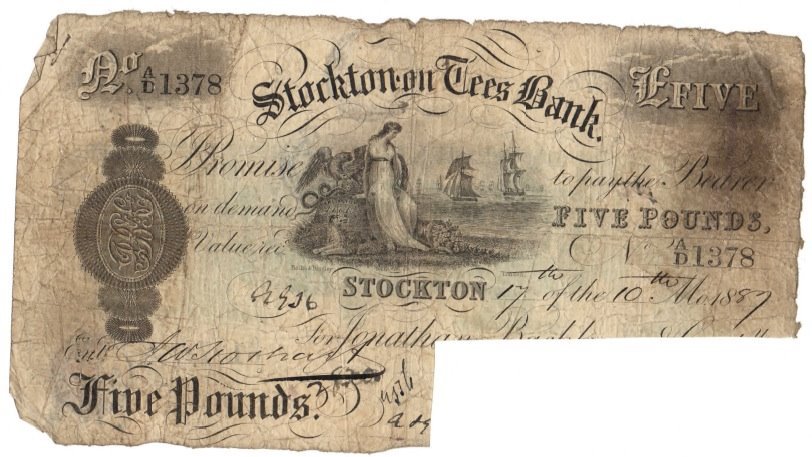 No A/D 1378
Stockton on Tees Bank.
£FIVE
Promise to pay the Bearer
on demand FIVE POUNDS,
Value rec No A/D 1378
STOCKTON 17th of the 10th Mo 1887
For Jonathan
Entd
Five Pounds.